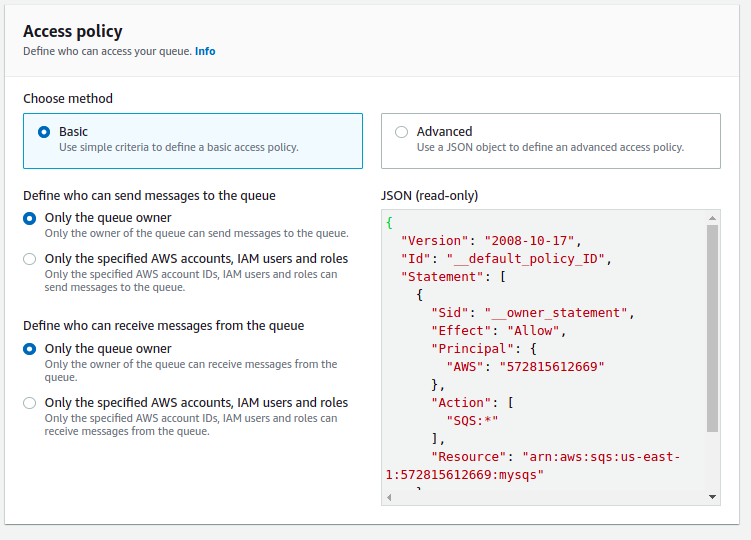 Access policy
Define who can access your queue. Info
Choose method
Basic
Use simple criteria to define a basic access policy.
Advanced
Use a JSON object to define an advanced access policy.
Define who can send messages to the queue
Only the queue owner
Only the owner of the queue can send messages to the queue.
Only the specified AWS accounts, IAM users and roles
Only the specified AWS account IDs, IAM users and roles can
send messages to the queue.
Define who can receive messages from the queue
Only the queue owner
Only the owner of the queue can receive messages from the
queue.
Only the specified AWS accounts, IAM users and roles
Only the specified AWS account IDs, IAM users and roles can
receive messages from the queue.
JSON (read-only)
{
  "Version": "2008-10-17",
  "Id": "__default_policy_ID",
  "Statement": [
    {
      "Sid": "__owner_statement",
      "Effect": "Allow",
      "Principal": {
        "AWS": "572815612669"
      },
      "Action": [
        "SQS:*"
      ],
      "Resource": "arn:aws:sqs:us-east-
1:572815612669:mysqs"
    }